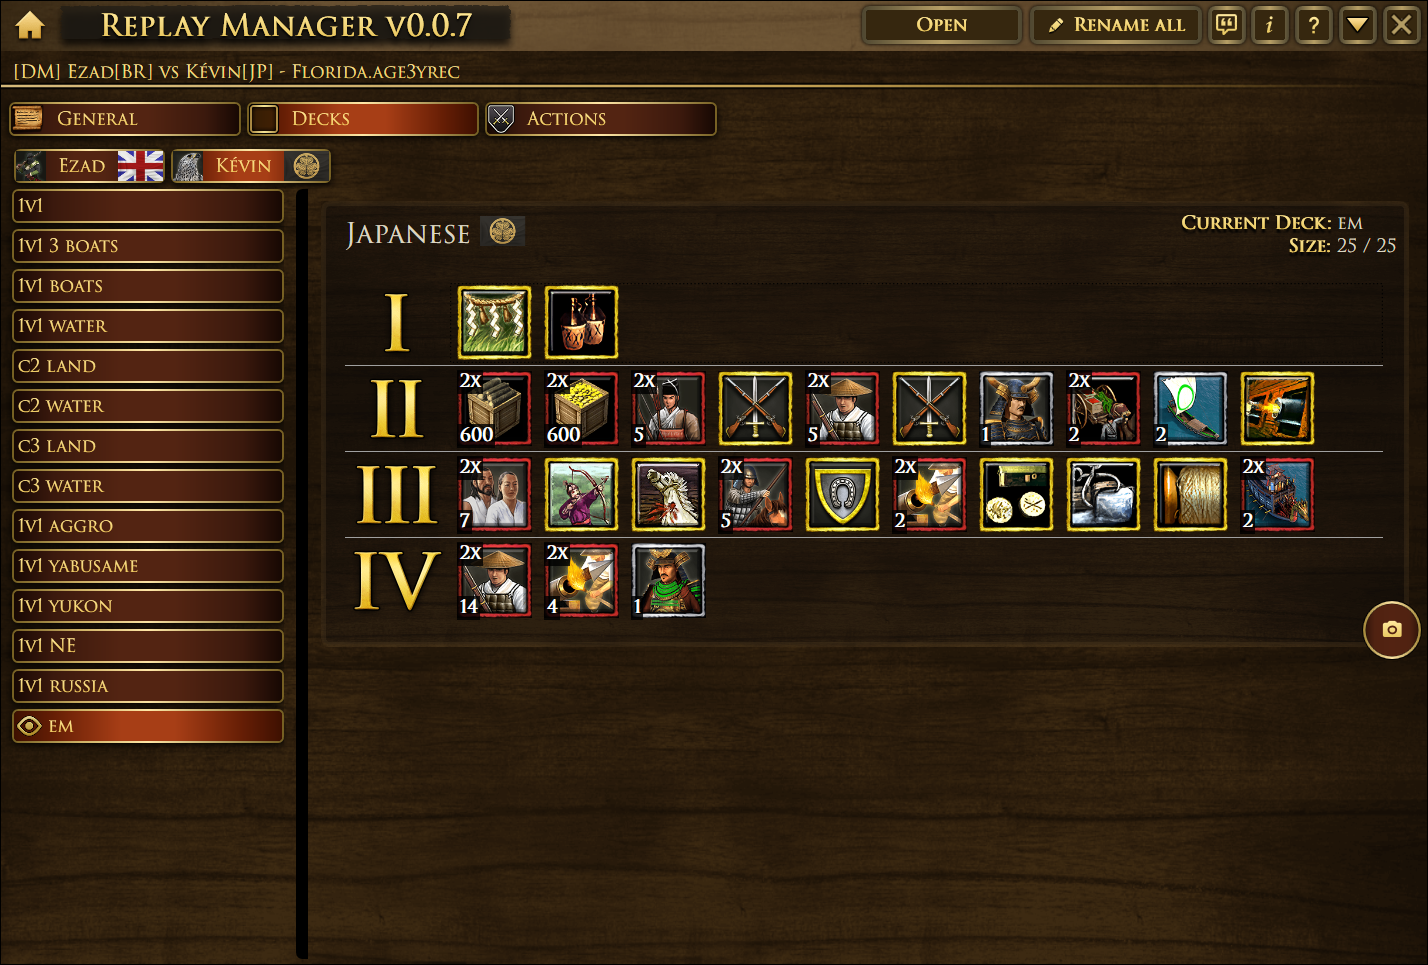 Replay Manager v0.0.7
Open
Rename all
i
?
[DM] Ezad[BR] vs Kévin[JP] - Florida.age3yrec
General
Decks
Actions
Ezad
Kévin
1v1
1v1 3 boats
1v1 boats
1v1 water
c2 land
c2 water
c3 land
c3 water
1v1 aggro
1v1 yabusame
1v1 yukon
1v1 NE
1v1 russia
em
Japanese
Current Deck: em
Size: 25 / 25
I
II
2x 600
2x 600
2x 5
2x 5
1
2x 2
2
III
2x 7
2x 5
2x 2
2x 2
IV
2x 14
2x 4
1